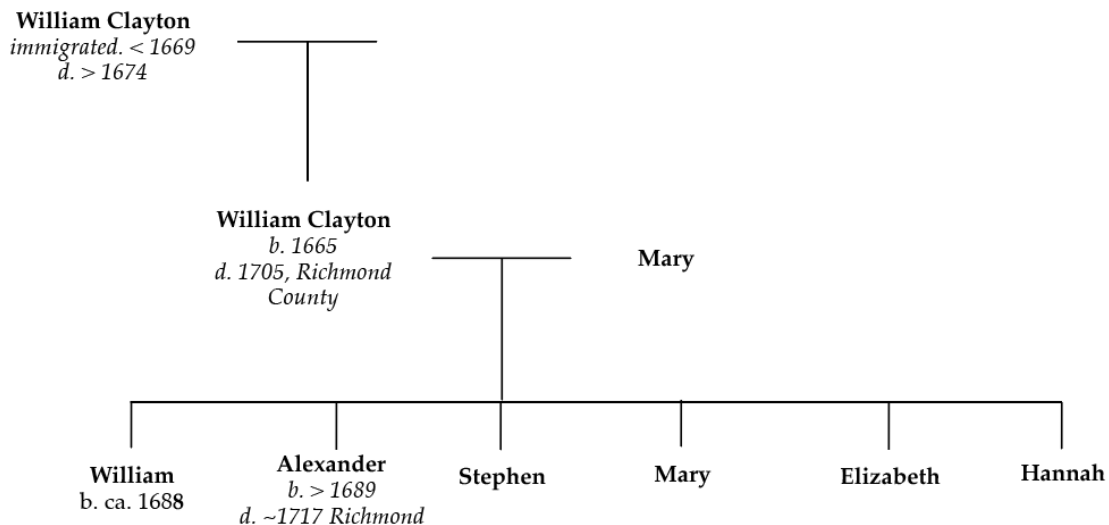 William Clayton
immigrated. < 1669
d. > 1674
William Clayton
b. 1665
d. 1705, Richmond
County
Mary
William
b. ca. 1688
Alexander
b. > 1689
d. ~1717 Richmond
Stephen
Mary
Elizabeth
Hannah